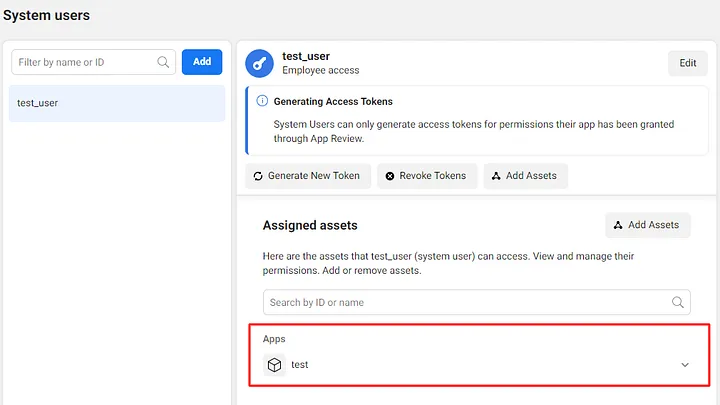 System users
Filter by name or ID
Add
test_user
test_user
Employee access
Edit
Generating Access Tokens
System Users can only generate access tokens for permissions their app has been granted
through App Review.
Generate New Token
Revoke Tokens
Add Assets
Assigned assets
Add Assets
Here are the assets that test_user (system user) can access. View and manage their
permissions. Add or remove assets.
Search by ID or name
Apps
test